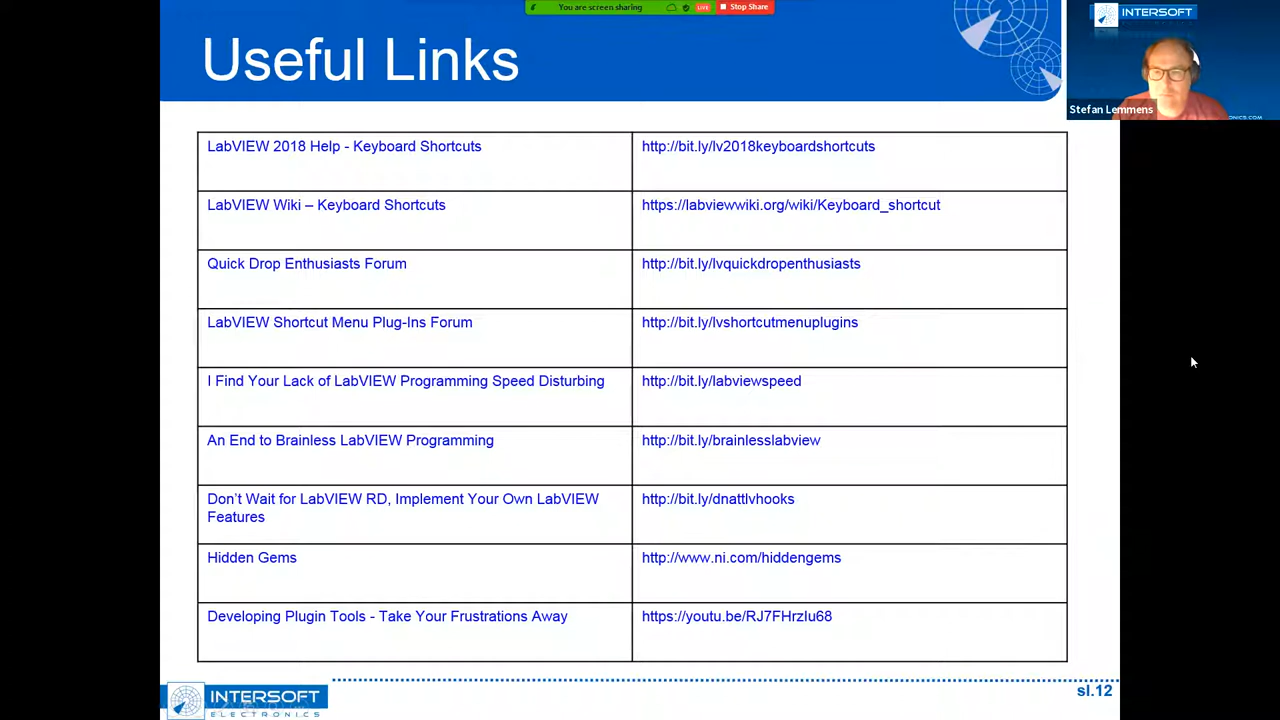 You are screen sharing
LIVE
Stop Share
INTERSOFT
Useful Links
Stefan Lemmens
LabVIEW 2018 Help - Keyboard Shortcuts http://bit.ly/lv2018keyboardshortcuts
LabVIEW Wiki – Keyboard Shortcuts https://labviewwiki.org/wiki/Keyboard_shortcut
Quick Drop Enthusiasts Forum http://bit.ly/lvquickdropenthusiasts
LabVIEW Shortcut Menu Plug-Ins Forum http://bit.ly/lvshortcutmenuplugins
I Find Your Lack of LabVIEW Programming Speed Disturbing http://bit.ly/labviewspeed
An End to Brainless LabVIEW Programming http://bit.ly/brainlesslabview
Don’t Wait for LabVIEW RD, Implement Your Own LabVIEW http://bit.ly/dnattlvhooks
Features
Hidden Gems http://www.ni.com/hiddengems
Developing Plugin Tools - Take Your Frustrations Away https://youtu.be/RJ7FHrzIu68
INTERSOFT
ELECTRONICS
sl.12